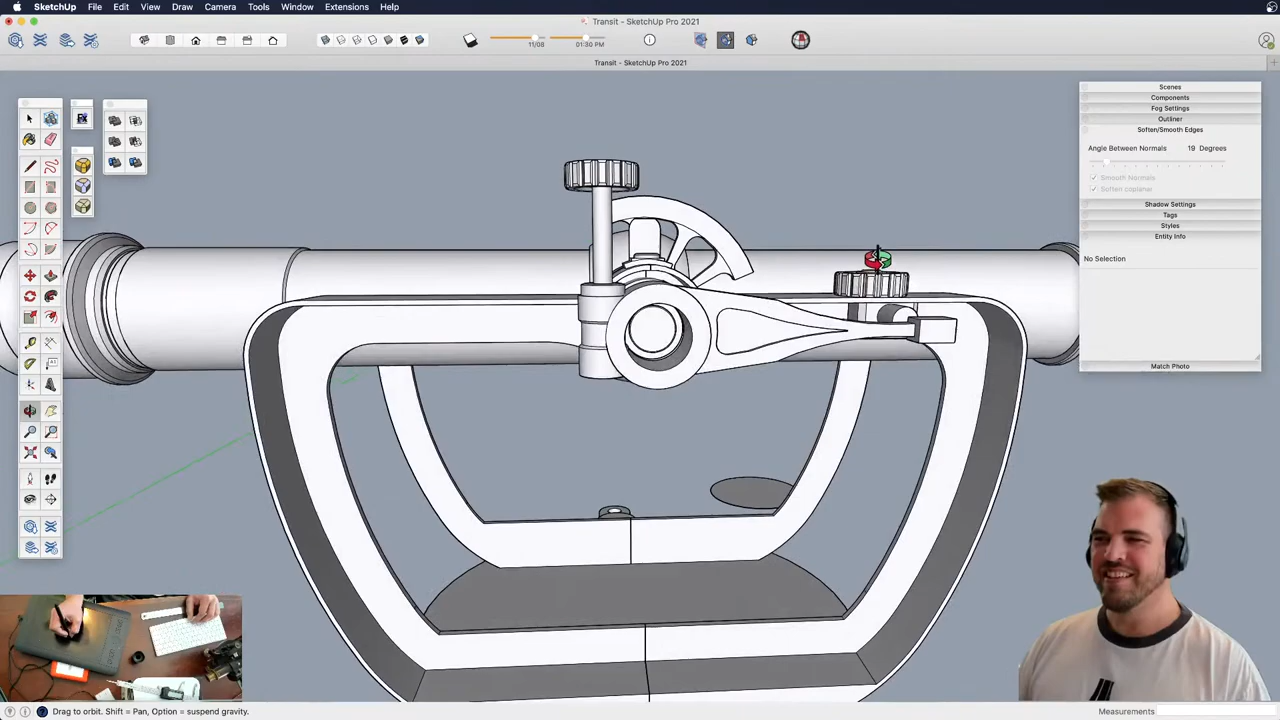 SketchUp File Edit View Draw Camera Tools Window Extensions Help
Transit - SketchUp Pro 2021
11/08
01:30 PM
Transit - SketchUp Pro 2021
Scenes
Components
Fog Settings
Outliner
Soften/Smooth Edges
Angle Between Normals 19 Degrees
Smooth Normals
Soften coplanar
Shadow Settings
Tags
Styles
Entity Info
No Selection
Match Photo
Drag to orbit. Shift = Pan, Option = suspend gravity.
Measurements